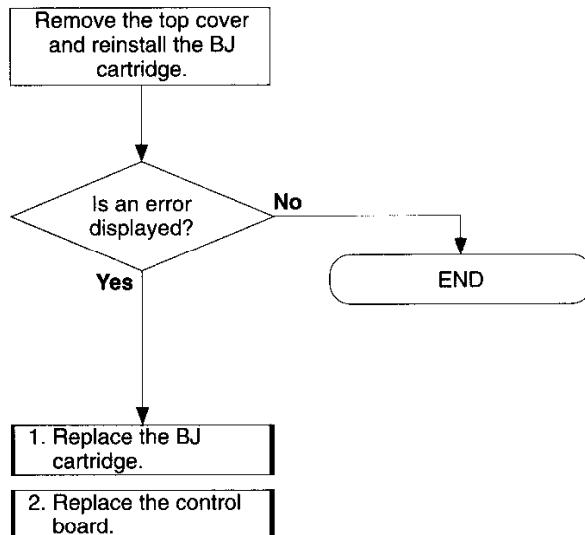 Remove the top cover
and reinstall the BJ
cartridge.
Is an error
displayed?
No
END
Yes
1. Replace the BJ
cartridge.
2. Replace the control
board.